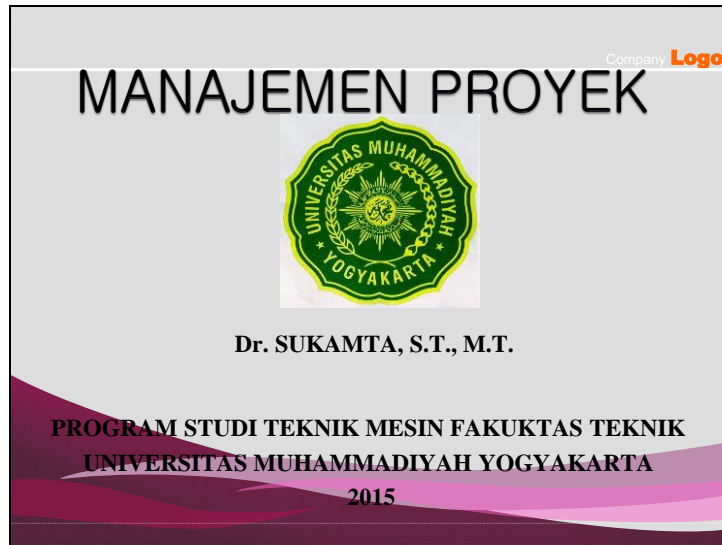 Company Logo
MANAJEMEN PROYEK
UNIVERSITAS MUHAMMADIYAH
YOGYAKARTA
Dr. SUKAMTA, S.T., M.T.
PROGRAM STUDI TEKNIK MESIN FAKUKTAS TEKNIK
UNIVERSITAS MUHAMMADIYAH YOGYAKARTA
2015